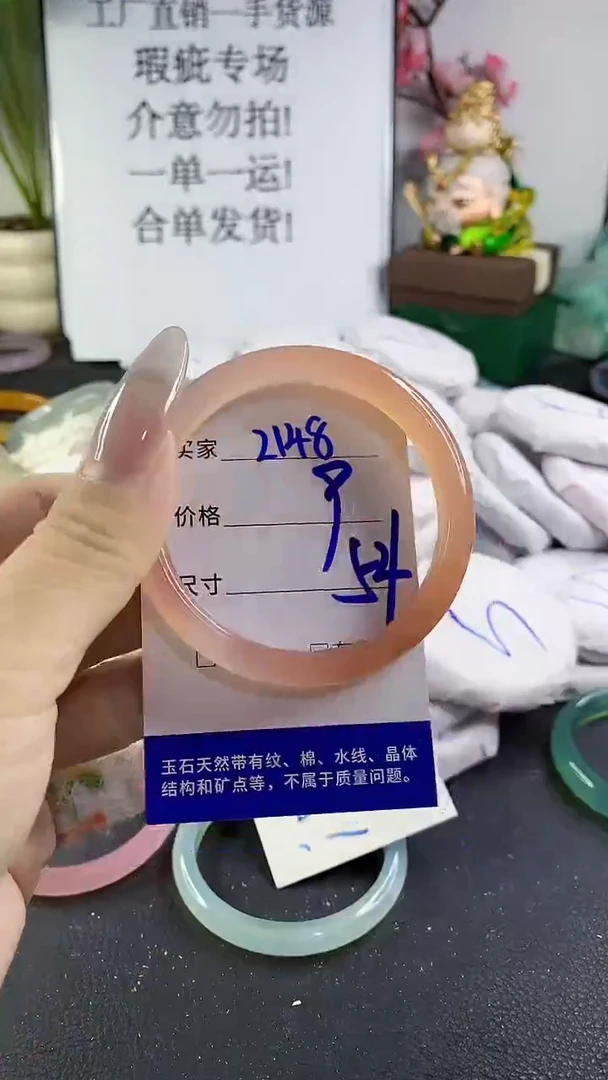 工厂直销一手货源
瑕疵专场
介意勿拍!
一单一运!
合单发货!
买家 2148
价格
尺寸 54
玉石天然带有纹、棉、水线、晶体
结构和矿点等，不属于质量问题。